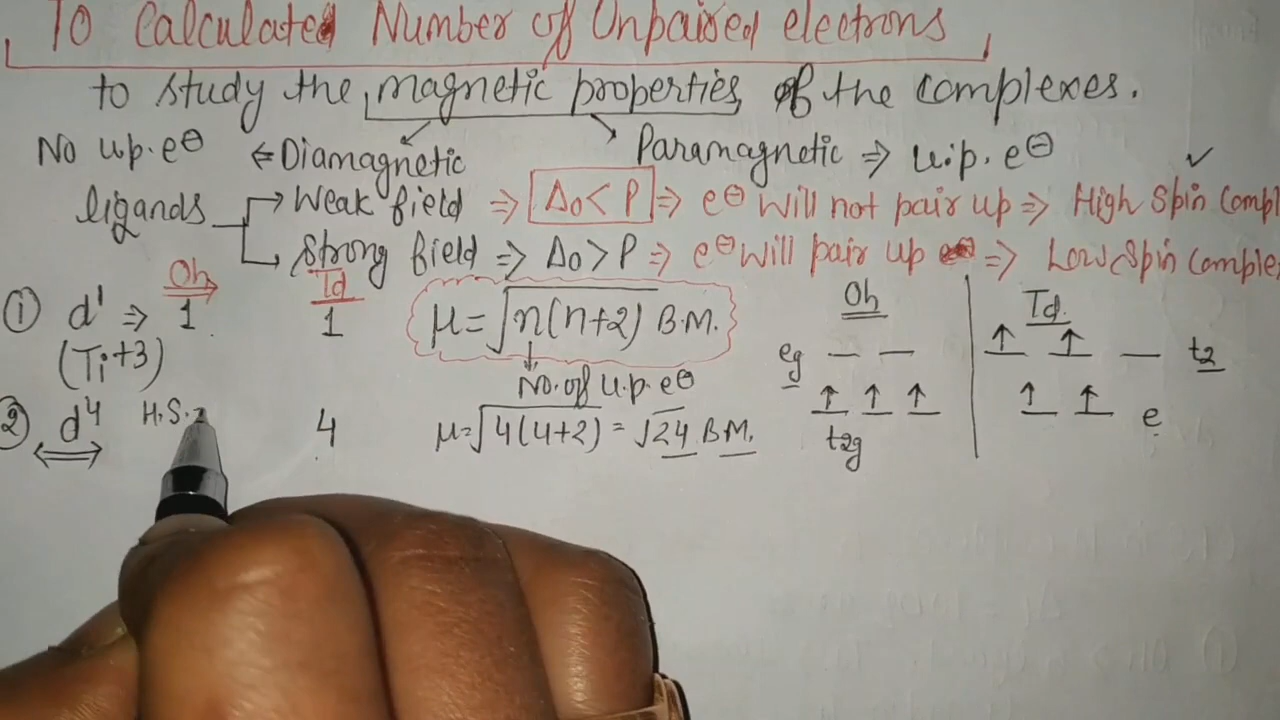 To Calculated Number of Unpaired electrons
to study the magnetic properties of the complexes.
No u.p. e⊖ ⇐ Diamagnetic Paramagnetic ⇒ u.p. e⊖ ✓
ligands → Weak field ⇒ Δo < P ⇒ e⊖ will not pair up ⇒ High Spin Compl
→ Strong field ⇒ Δo > P ⇒ e⊖ will pair up ⇒ Low Spin Comple
Oh Td
① d¹ ⇒ 1 1 μ = √n(n+2) B.M.
(Ti+3)
No. of u.p. e⊖
② d⁴ H.S. 4 μ = √4(4+2) = √24 B.M.
Oh
eg
↑ ↑ ↑
t2g
Td.
↑ ↑ t2
↑ ↑ e